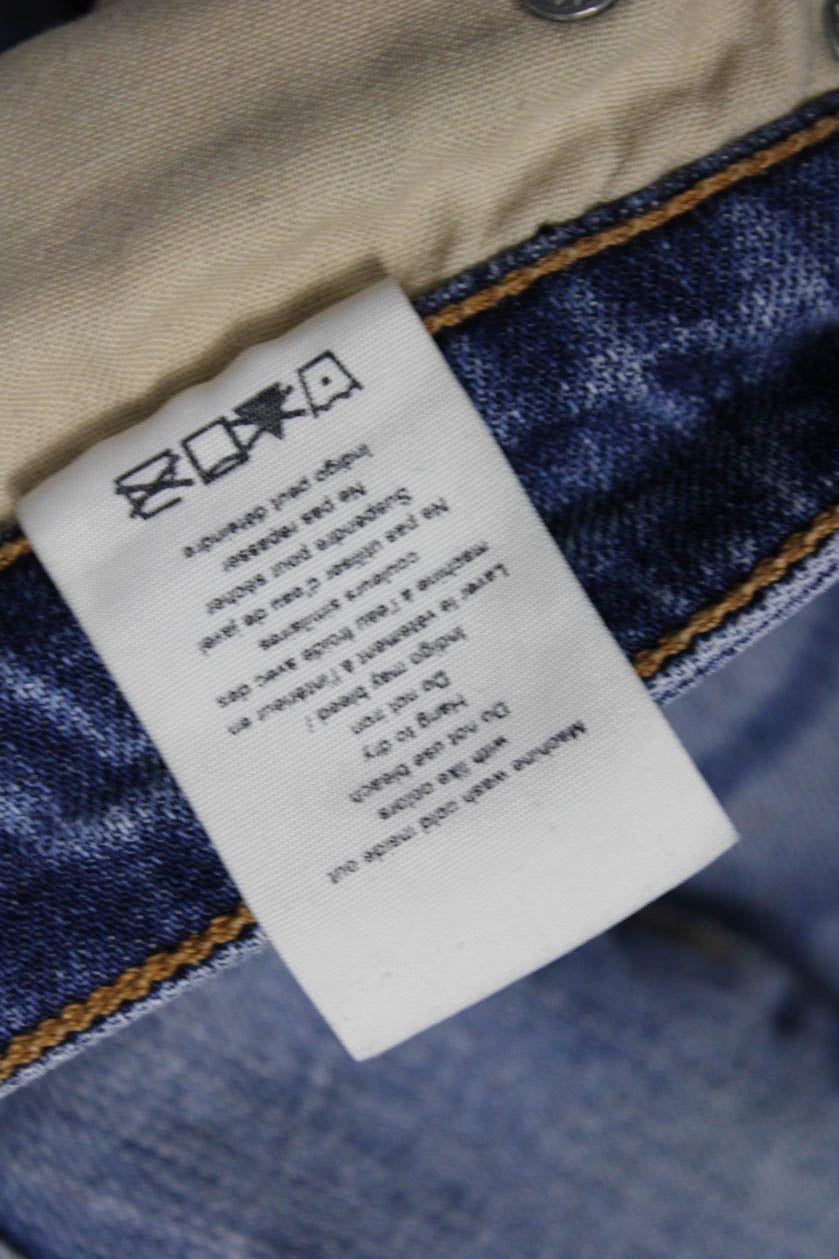 Machine wash cold inside out
with like colors
Do not use bleach
Hang to dry
Do not iron
Indigo may bleed !
Laver le vêtement à l'intérieur en
machine à l'eau froide avec des
couleurs similaires
Ne pas utiliser d'eau de javel
Suspendre pour sécher
Ne pas repasser
Indigo peut déteindre